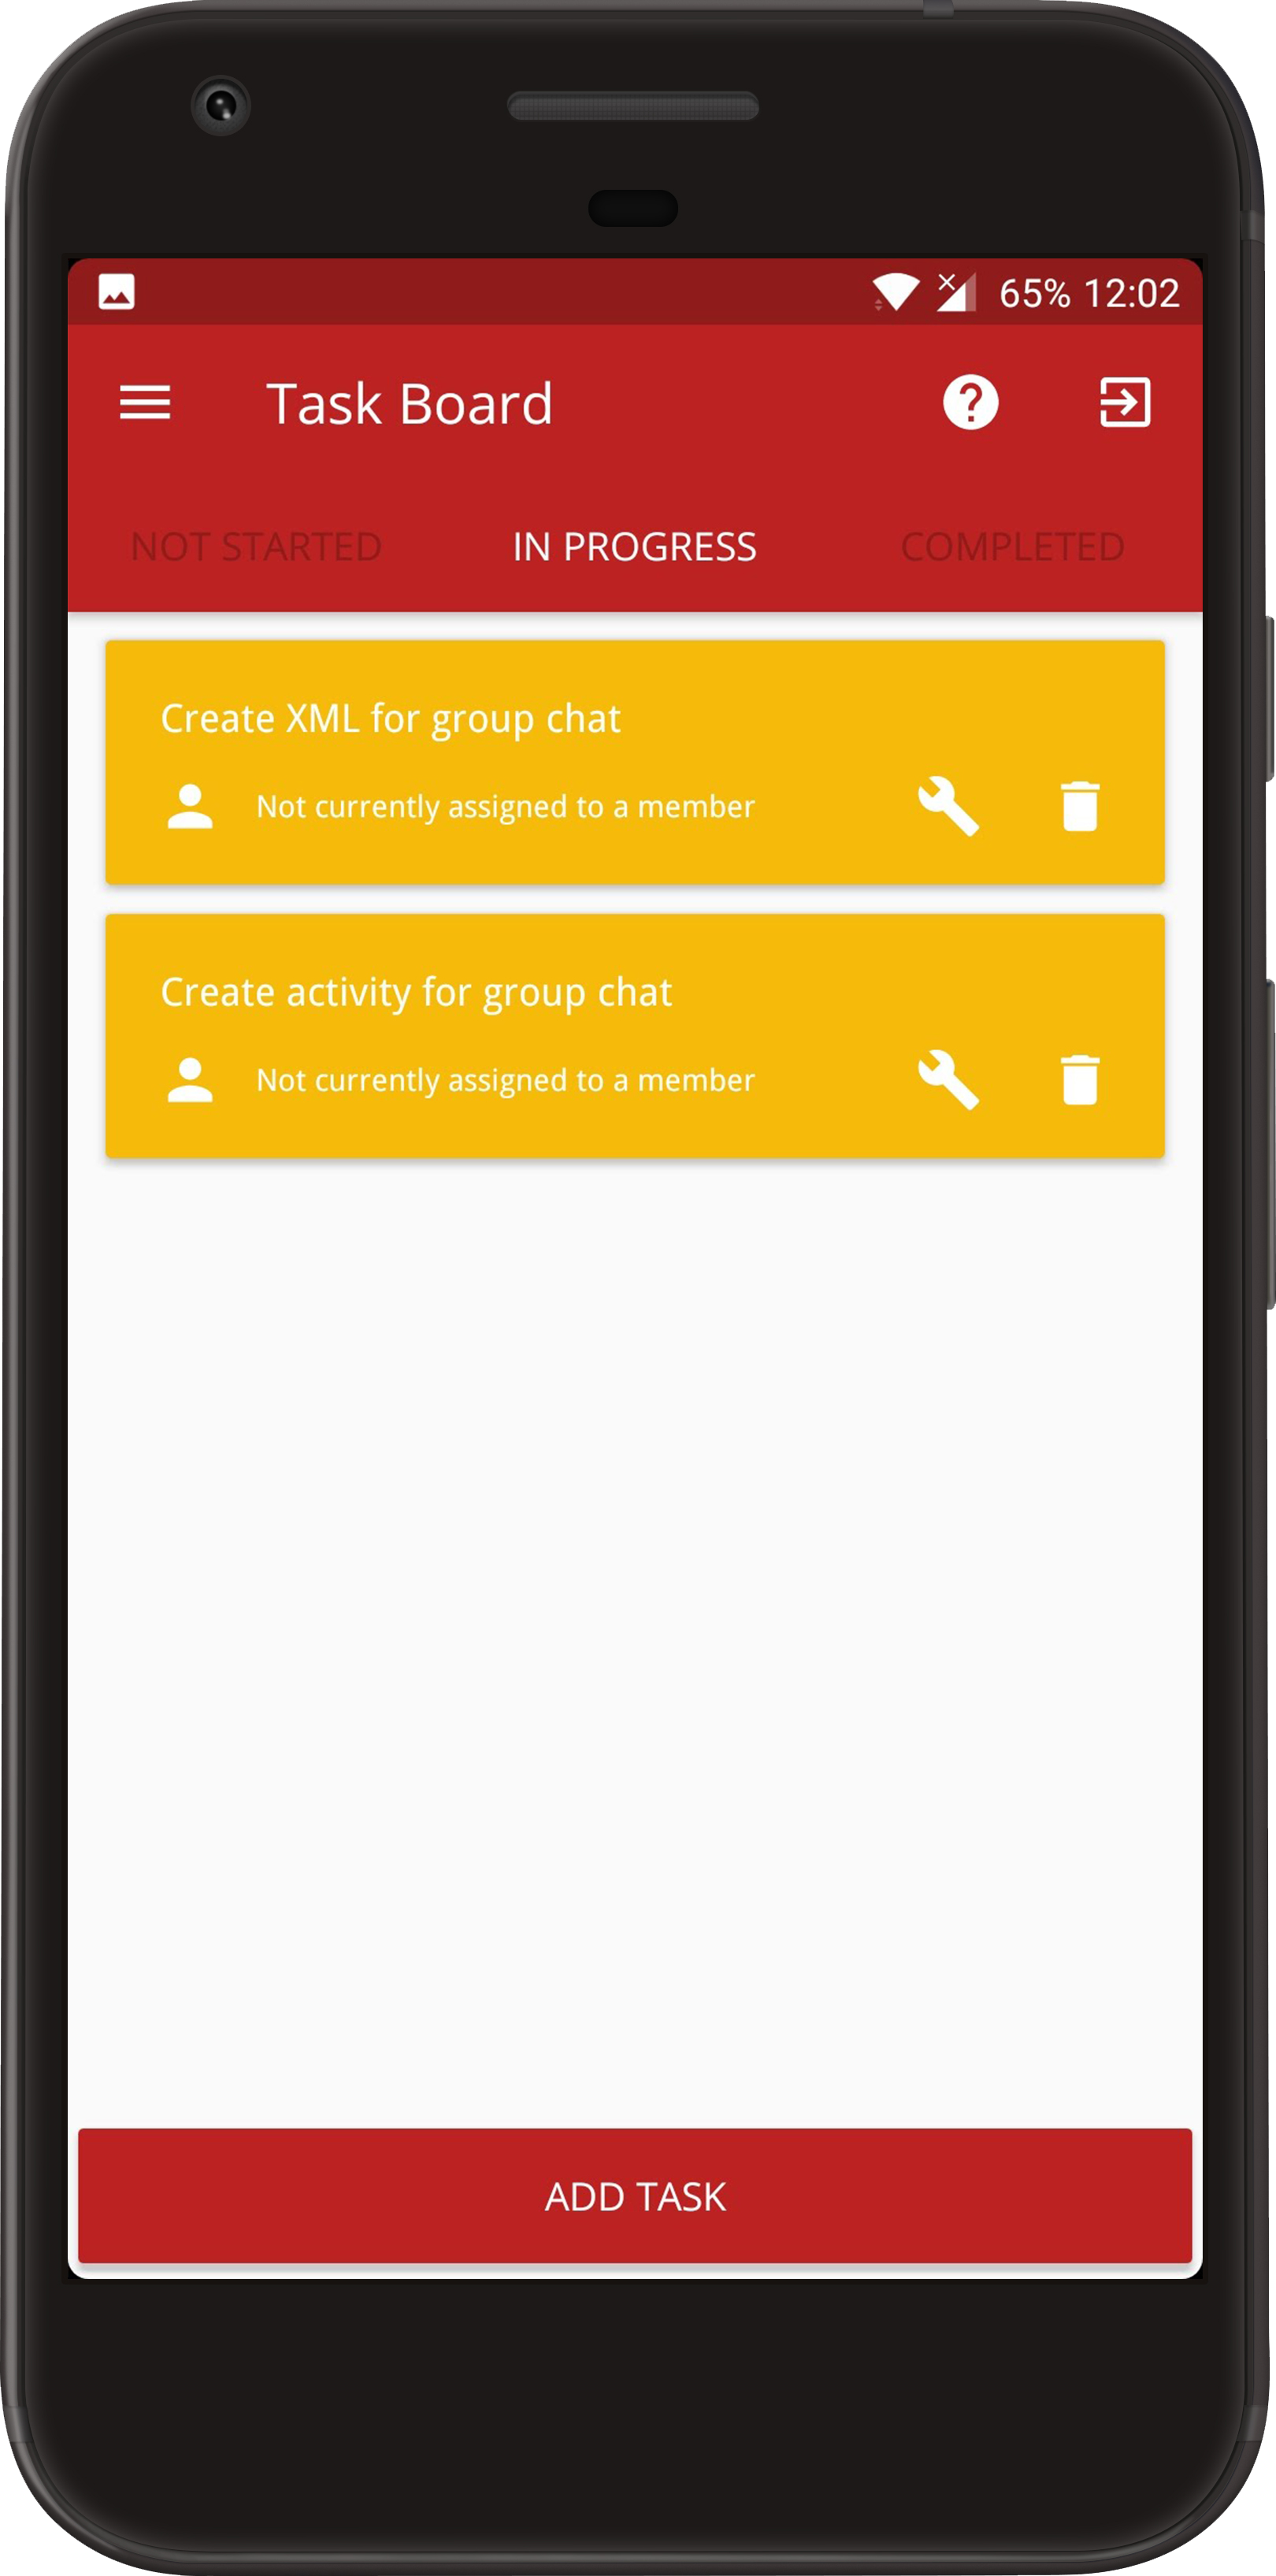 65% 12:02
Task Board
NOT STARTED IN PROGRESS COMPLETED
Create XML for group chat
Not currently assigned to a member
Create activity for group chat
Not currently assigned to a member
ADD TASK